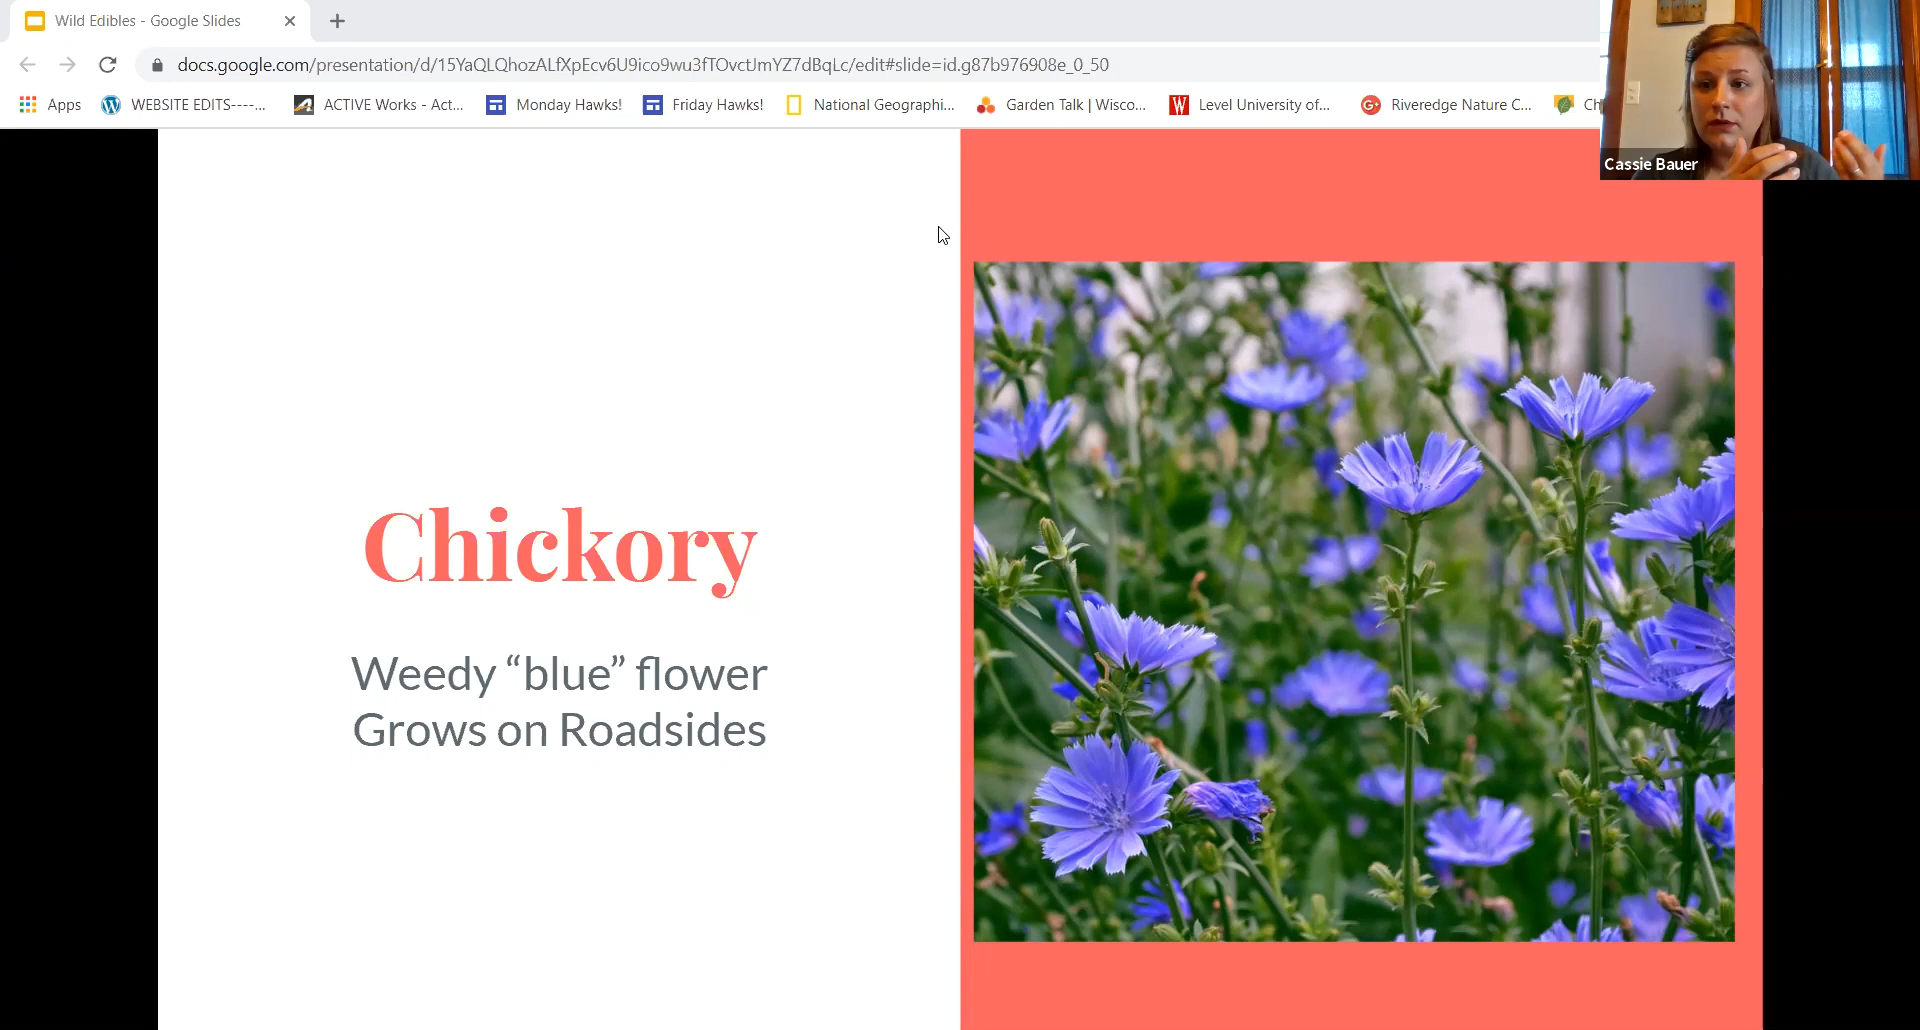 Wild Edibles - Google Slides
docs.google.com/presentation/d/15YaQLQhozALfXpEcv6U9ico9wu3fTOvctJmYZ7dBqLc/edit#slide=id.g87b976908e_0_50
Apps WEBSITE EDITS----... ACTIVE Works - Act... Monday Hawks! Friday Hawks! National Geographi... Garden Talk | Wisco... Level University of... Riveredge Nature C... Ch
Cassie Bauer
Chickory
Weedy “blue” flower
Grows on Roadsides